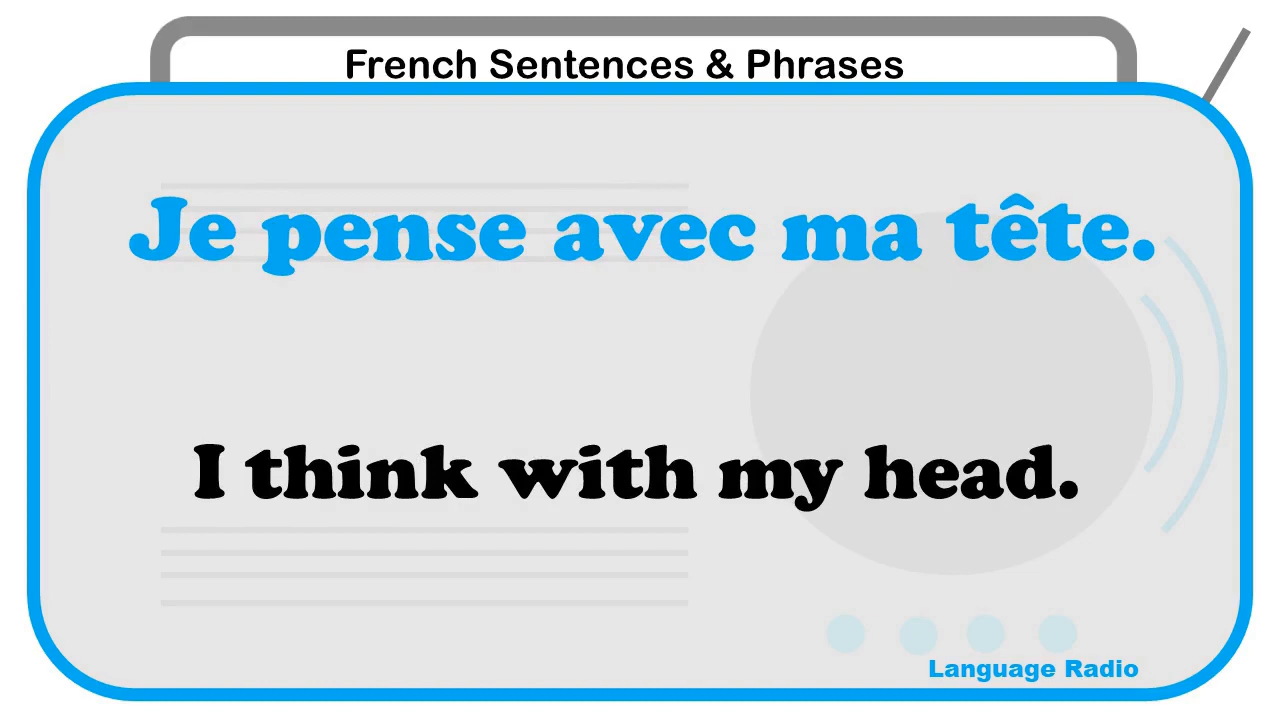 French Sentences & Phrases
Je pense avec ma tête.
I think with my head.
Language Radio